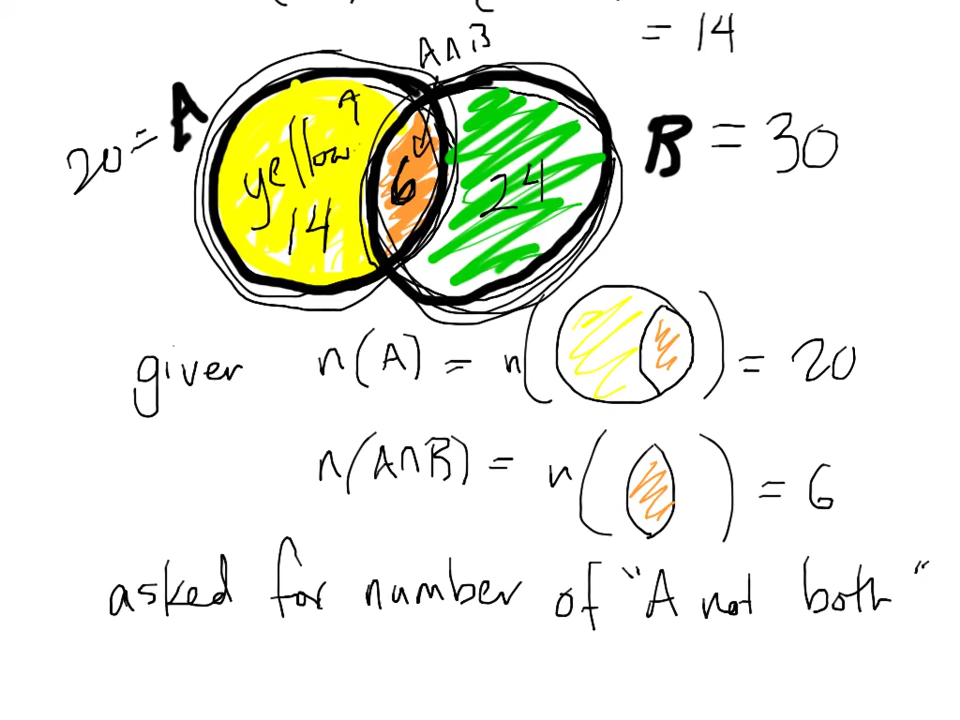 = 14
A∩B
20 = A
B = 30
A
yellow
14
6
24
given n(A) = n( ) = 20
n(A∩B) = n( ) = 6
asked for number of "A not both"